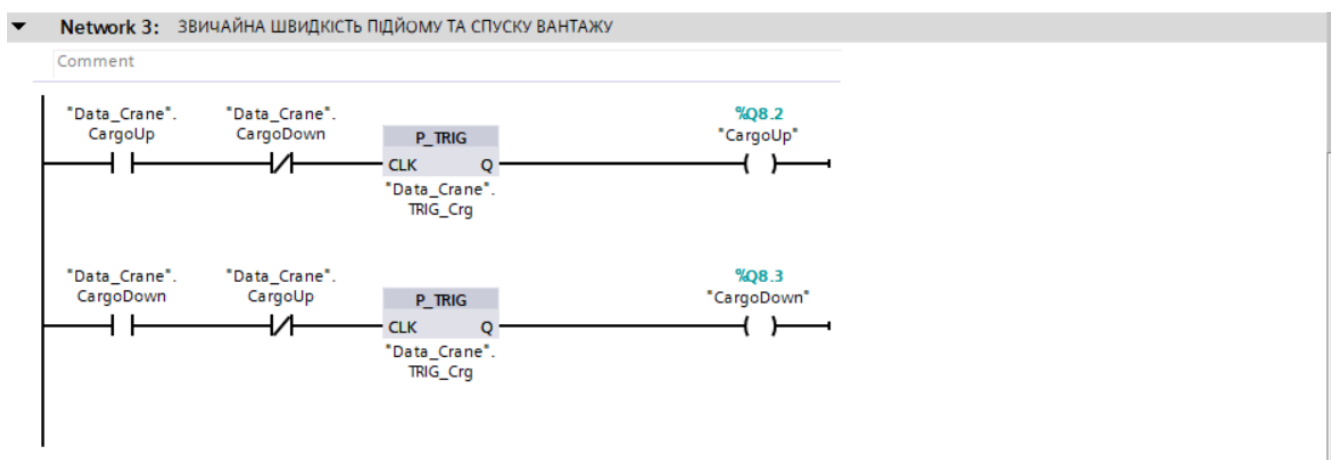 Network 3: ЗВИЧАЙНА ШВИДКІСТЬ ПІДЙОМУ ТА СПУСКУ ВАНТАЖУ
Comment
"Data_Crane". "Data_Crane". %Q8.2
CargoUp CargoDown P_TRIG "CargoUp"
CLK Q
"Data_Crane".
TRIG_Crg
"Data_Crane". "Data_Crane". %Q8.3
CargoDown CargoUp P_TRIG "CargoDown"
CLK Q
"Data_Crane".
TRIG_Crg